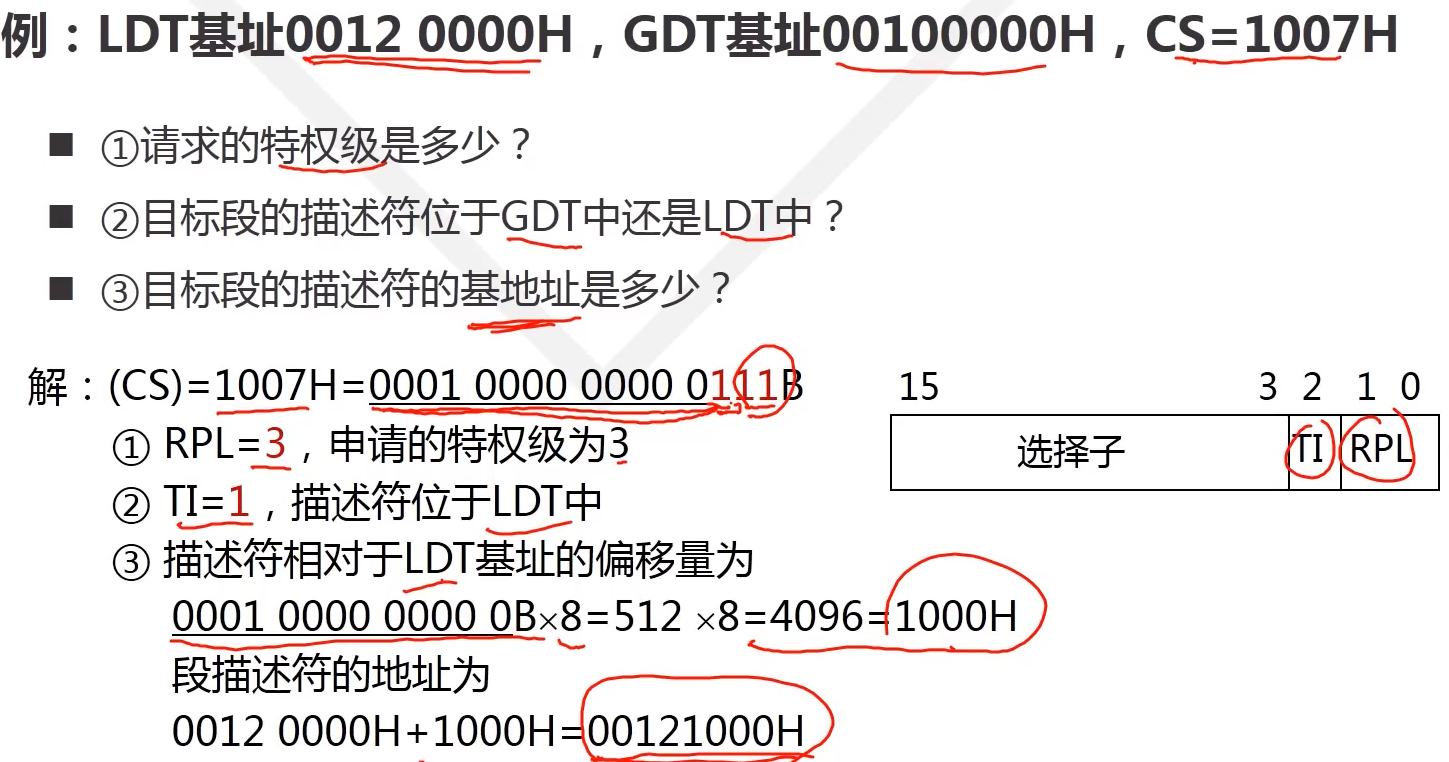 例：LDT基址0012 0000H，GDT基址00100000H，CS=1007H
■ ①请求的特权级是多少？
■ ②目标段的描述符位于GDT中还是LDT中？
■ ③目标段的描述符的基地址是多少？
解：(CS)=1007H=0001 0000 0000 0111B
① RPL=3，申请的特权级为3
② TI=1，描述符位于LDT中
③ 描述符相对于LDT基址的偏移量为
0001 0000 0000 0B×8=512 ×8=4096=1000H
段描述符的地址为
0012 0000H+1000H=00121000H
15 3 2 1 0
选择子 TI RPL